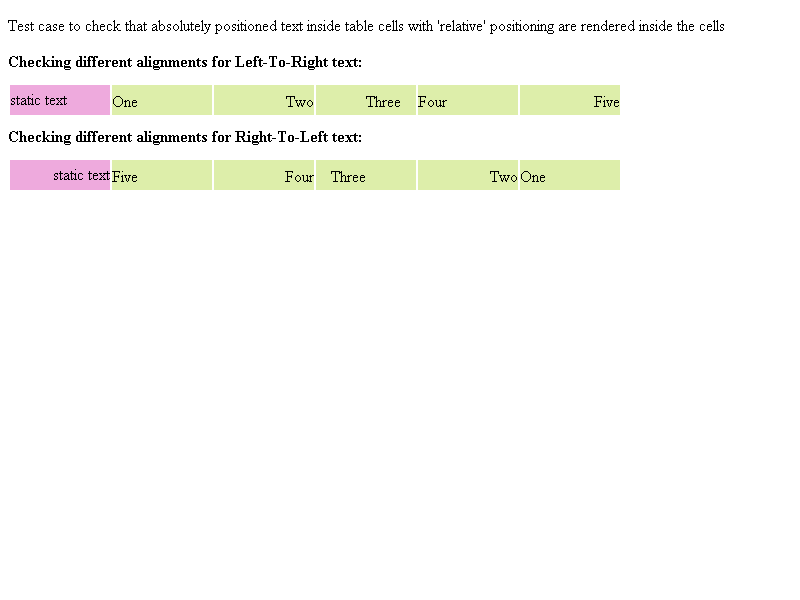 Test case to check that absolutely positioned text inside table cells with 'relative' positioning are rendered inside the cells
Checking different alignments for Left-To-Right text:
static text One Two Three Four Five
Checking different alignments for Right-To-Left text:
static text Five Four Three Two One